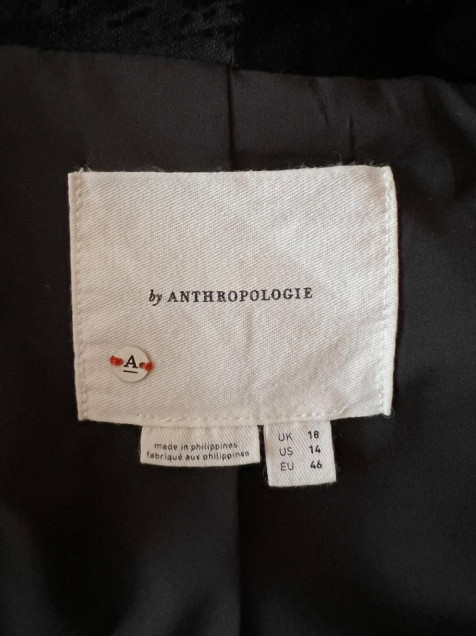 by ANTHROPOLOGIE
A
made in philippines
fabriqué aux philippines
UK 18
US 14
EU 46